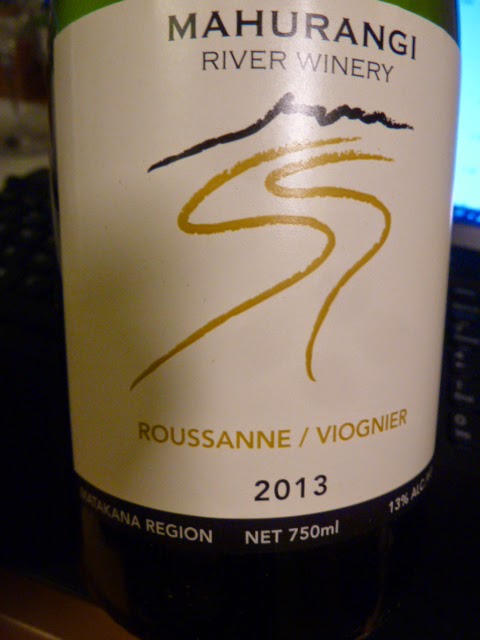 MAHURANGI
RIVER WINERY
ROUSSANNE / VIOGNIER
2013
MATAKANA REGION NET 750ml 13% ALC